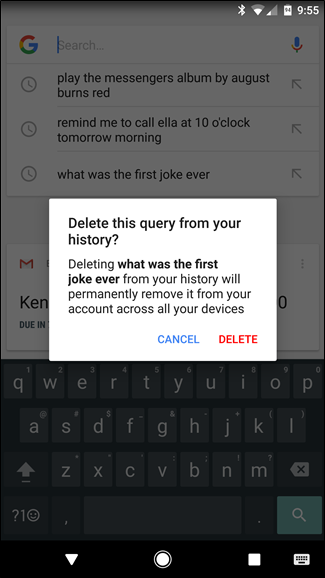 9:55
Search...
play the messengers album by august
burns red
remind me to call ella at 10 o'clock
tomorrow morning
what was the first joke ever
Delete this query from your
history?
Deleting what was the first
joke ever from your history will
permanently remove it from your
account across all your devices
CANCEL DELETE
Ken
0
DUE IN
1 2 3 4 5 6 7 8 9 0
q w e r t y u i o p
@ # $ _ & - + ( )
a s d f g h j k l
* " ' : ; ! ?
z x c v b n m
?1☺ , .